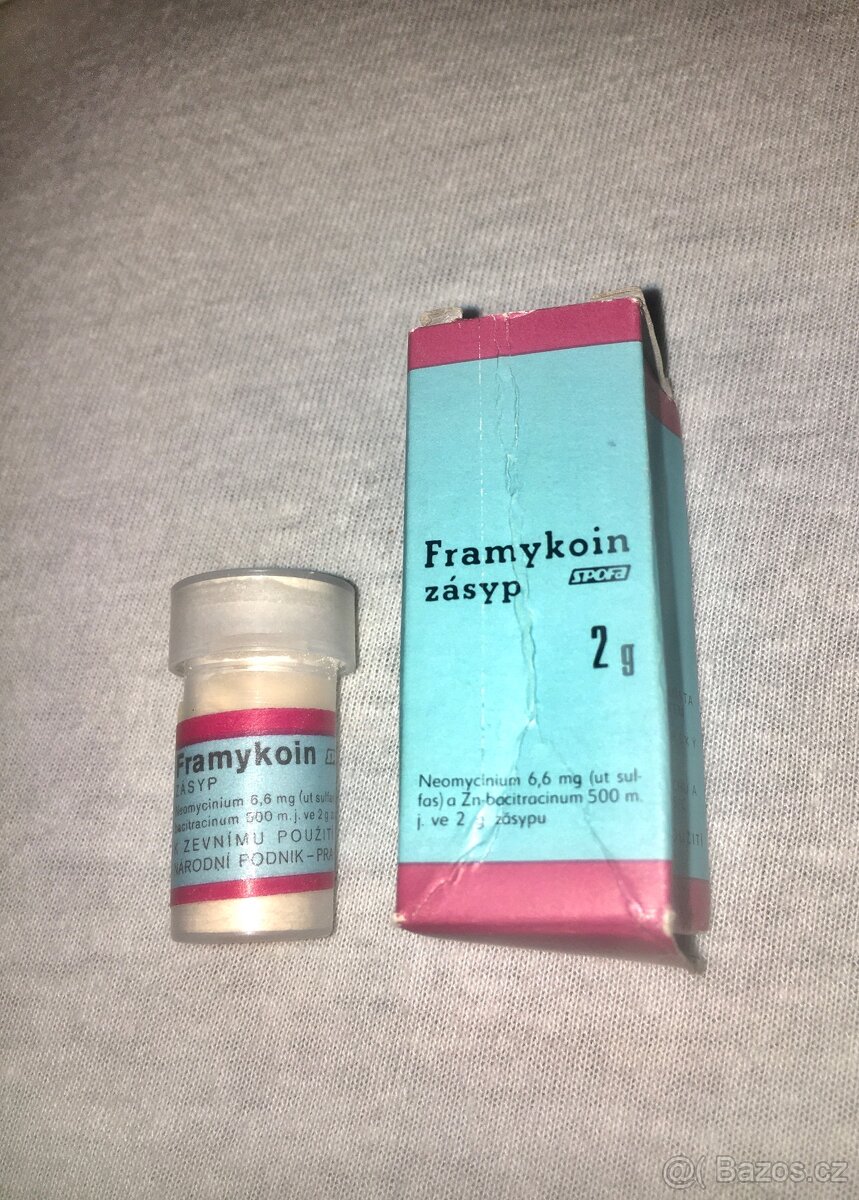 Framykoin
zásyp SPOFA
2 g
Neomycinium 6,6 mg (ut sul-
fas) a Zn-bacitracinum 500 m.
j. ve 2 g zásypu
Framykoin
ZÁSYP
Neomycinium 6,6 mg (ut sulfas
bacitracinum 500 m. j. ve 2 g
K ZEVNÍMU POUŽITÍ
NÁRODNÍ PODNIK-PRA
@( Bazos.cz